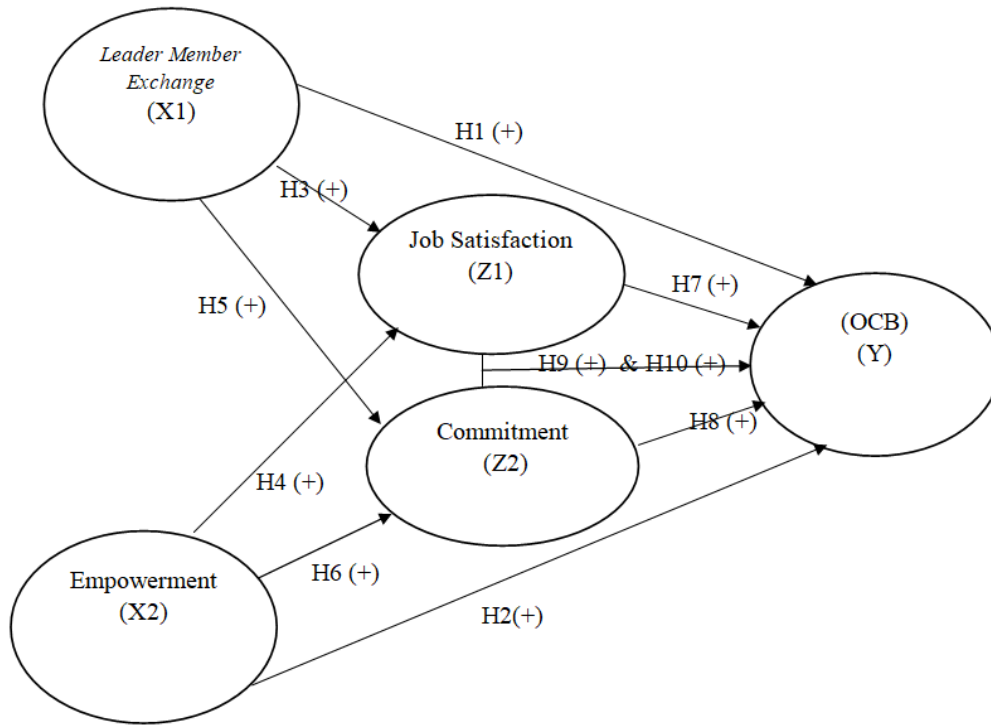 Leader Member
Exchange
(X1)
H1 (+)
H3 (+)
Job Satisfaction
(Z1)
H7 (+)
H5 (+)
(OCB)
(Y)
H9 (+) & H10 (+)
Commitment
(Z2)
H8 (+)
H4 (+)
Empowerment
(X2)
H6 (+)
H2(+)